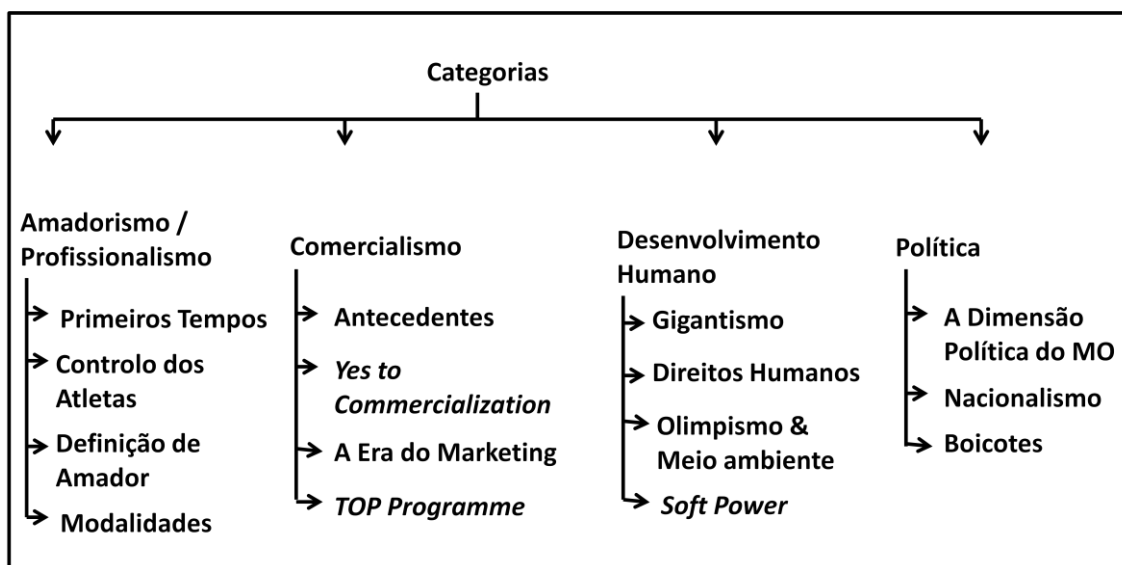 Categorias
Amadorismo /
Profissionalismo
Primeiros Tempos
Controlo dos
Atletas
Definição de
Amador
Modalidades
Comercialismo
Antecedentes
Yes to
Commercialization
A Era do Marketing
TOP Programme
Desenvolvimento
Humano
Gigantismo
Direitos Humanos
Olimpismo &
Meio ambiente
Soft Power
Política
A Dimensão
Política do MO
Nacionalismo
Boicotes